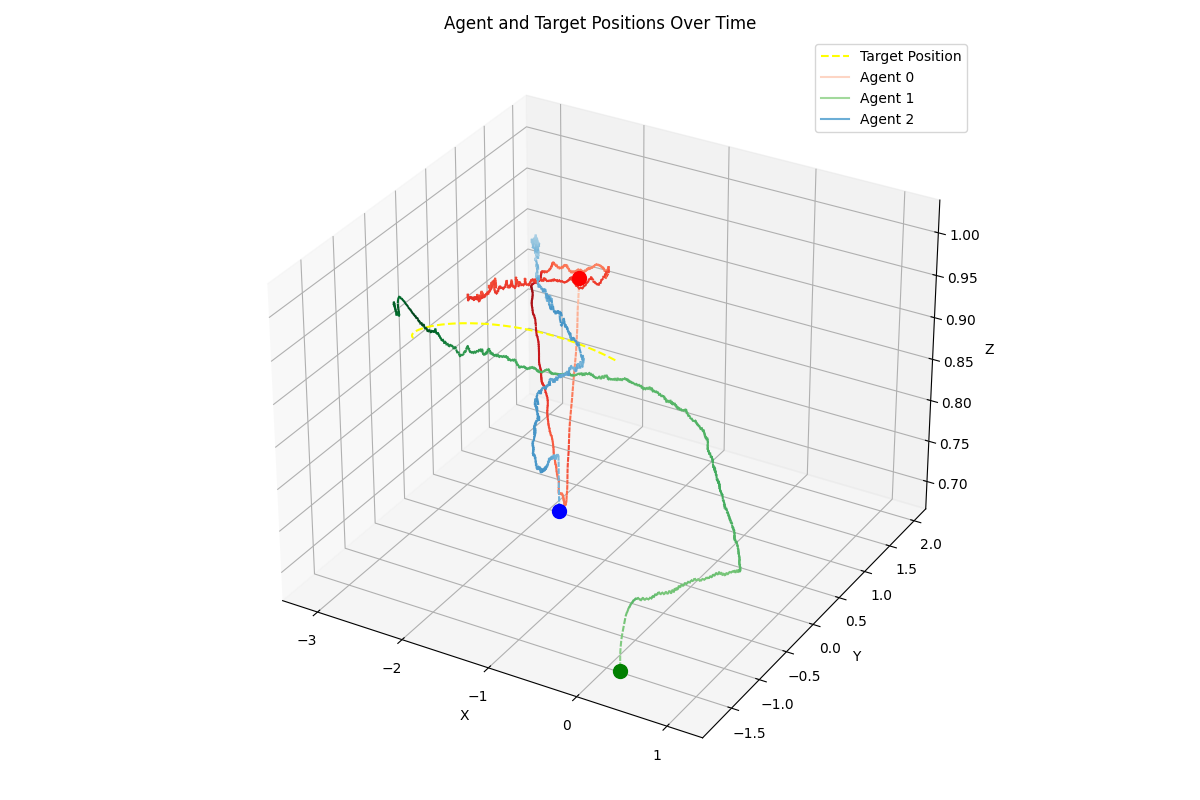 Agent and Target Positions Over Time
Target Position
Agent 0
Agent 1
Agent 2
1.00
0.95
0.90
0.85
0.80
0.75
0.70
Z
2.0
1.5
1.0
0.5
0.0
−0.5
−1.0
−1.5
Y
−3
−2
−1
0
1
X